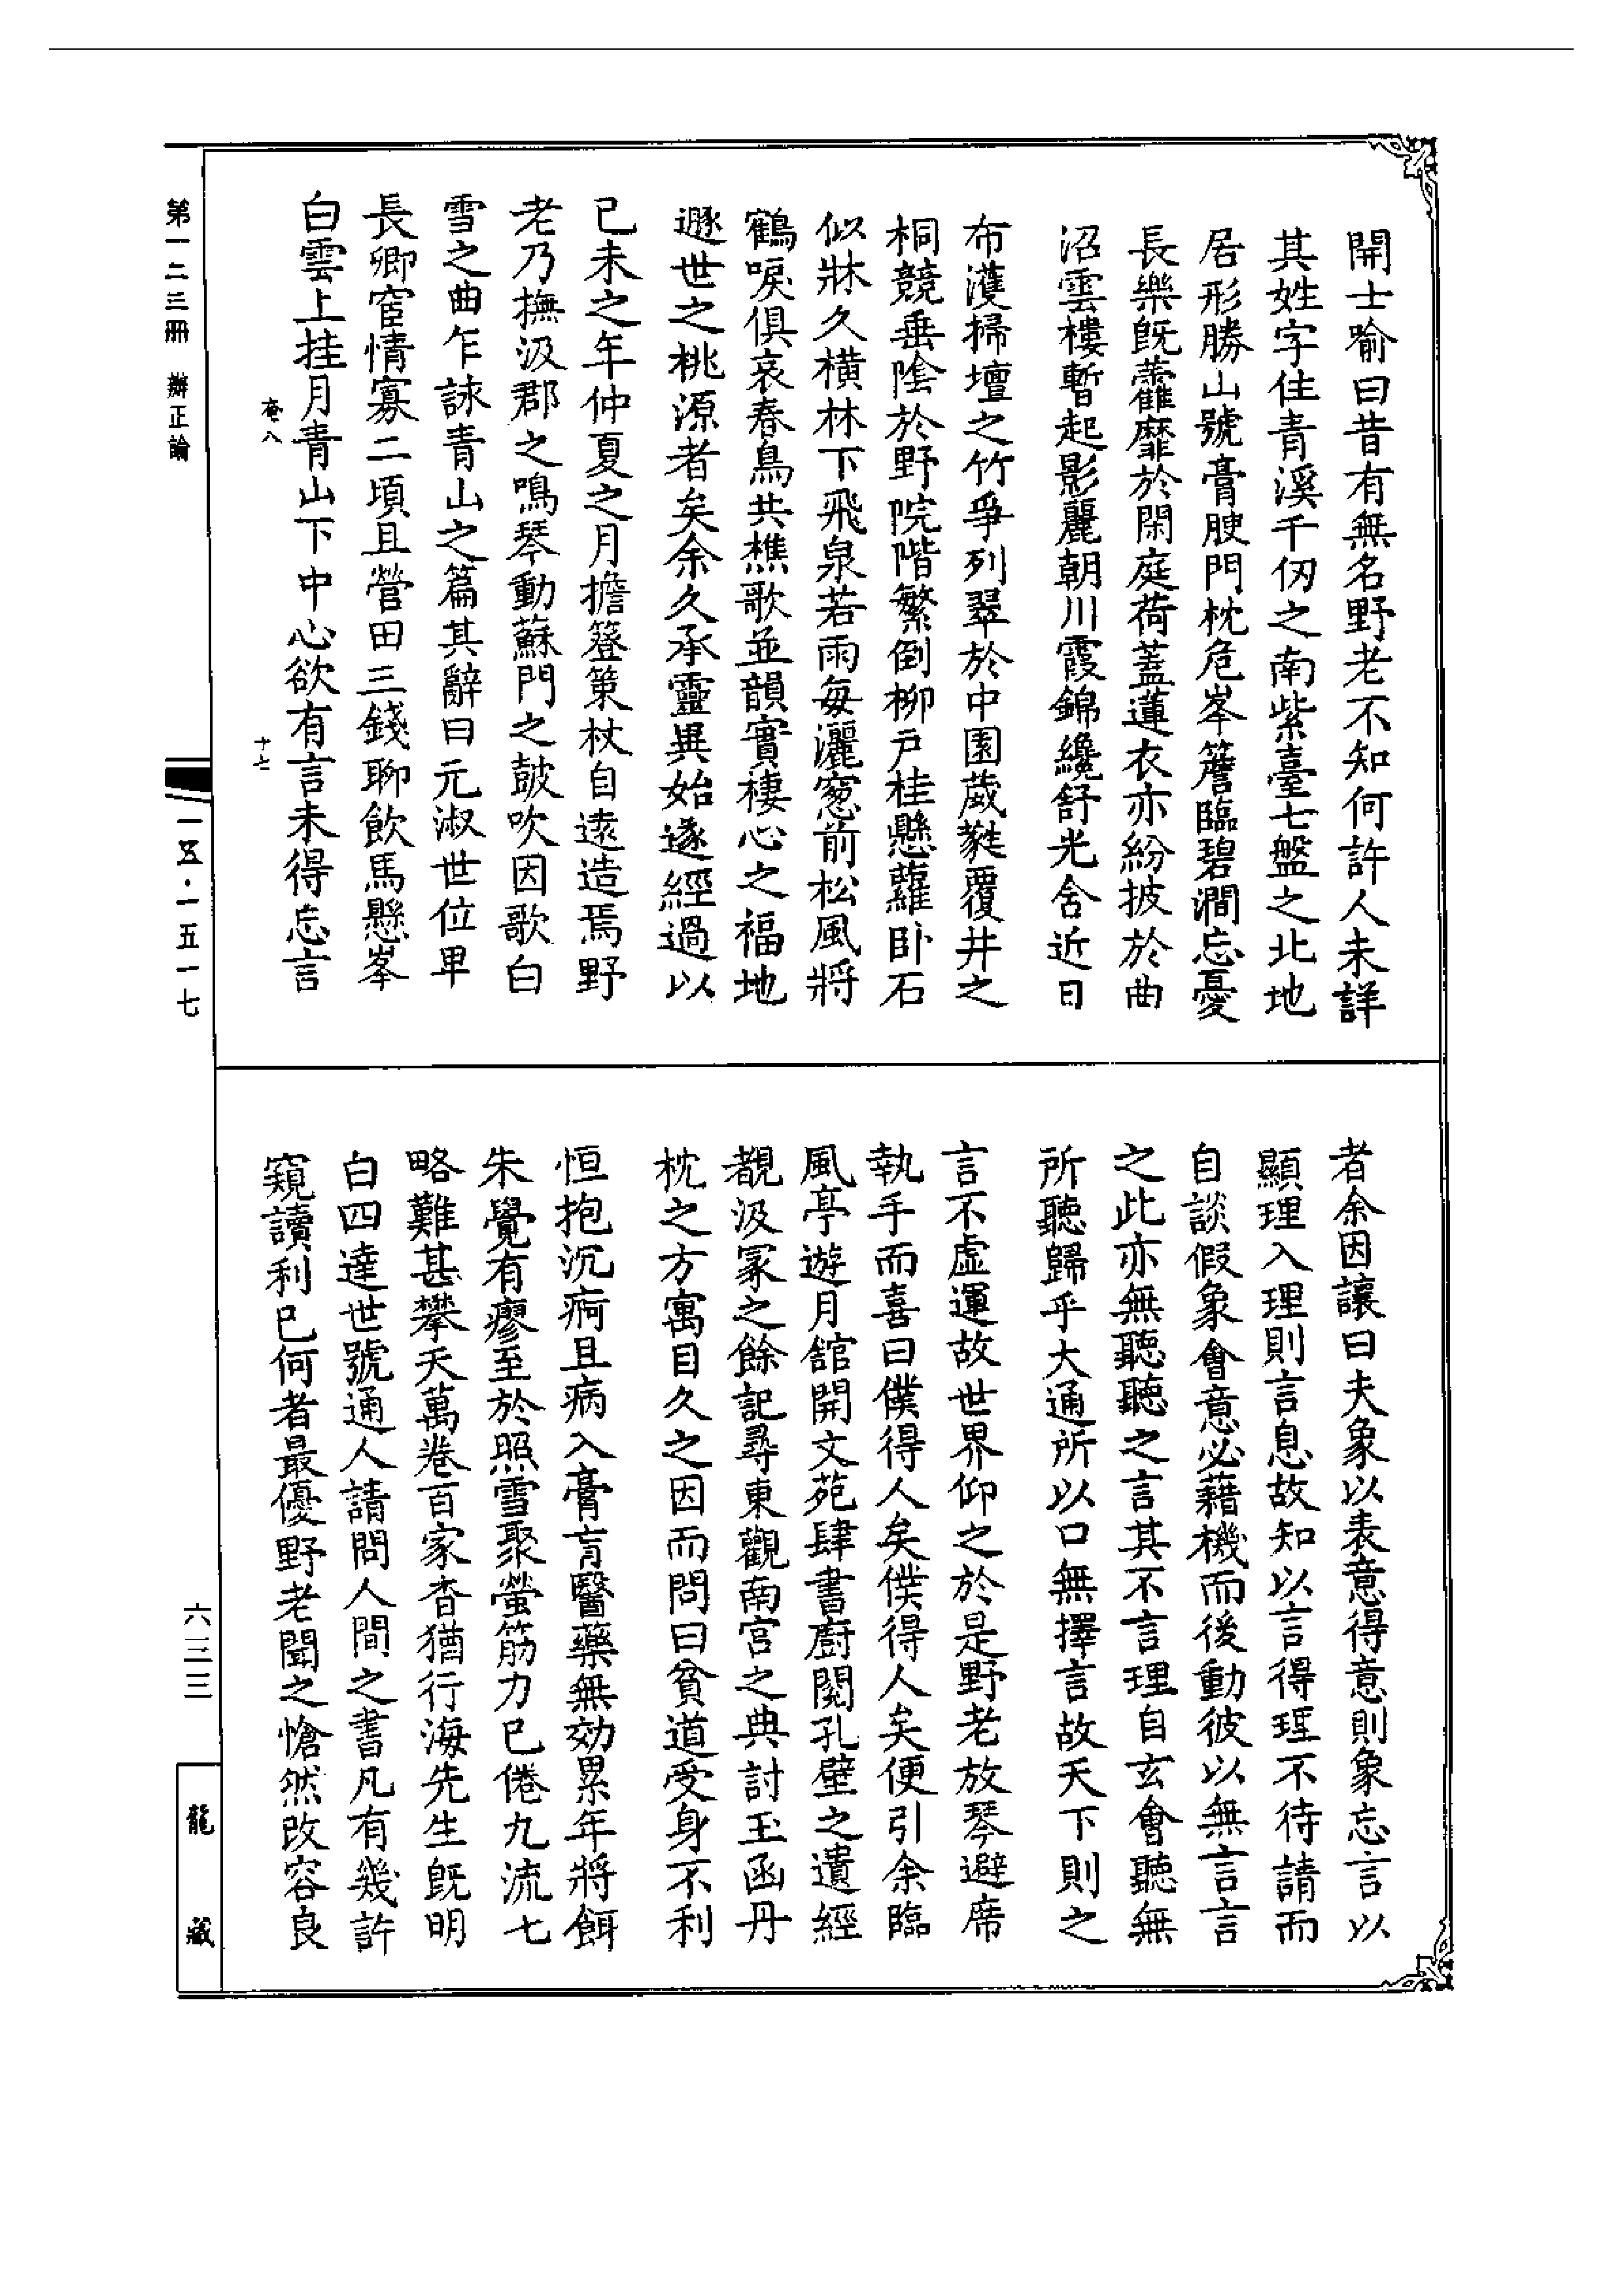 開士喻曰昔有無名野老不知何許人未詳
其姓字住青溪千仞之南紫臺七盤之北地
居形勝山號膏腴門枕危峯簷臨碧澗忘憂
長樂既蘿靡於閑庭荷蓋蓮衣亦紛披於曲
沼雲樓暫起影麗朝川霞錦纔舒光含近日
布濩掃壇之竹爭列翠於中園葳蕤覆井之
桐競垂陰於野院階繁倒柳戶桂懸蘿卧石
似牀久橫林下飛泉若雨每灑窓前松風將
鶴唳俱哀春鳥共樵歌並韻實棲心之福地
遯世之桃源者矣余久承靈異始遂經過以
已未之年仲夏之月擔簦策杖自遠造焉野
老乃撫汲郡之鳴琴動蘇門之鼓吹因歌白
雪之曲乍詠青山之篇其辭曰元淑世位卑
長卿宦情寡二頃且營田三錢聊飲馬懸峯
白雲上挂月青山下中心欲有言未得忘言
者余因讓曰夫象以表意得意則象忘言以
顯理入理則言息故知以言得理不待請而
自談假象會意必藉機而後動彼以無言言
之此亦無聽聽之言其不言理自玄會聽無
所聽歸乎大通所以口無擇言故天下則之
言不虛運故世界仰之於是野老放琴避席
執手而喜曰僕得人矣僕得人矣便引余臨
風亭遊月舘開文苑肆書廚閱孔壁之遺經
覩汲冢之餘記尋東觀南宮之典討玉函丹
枕之方寓目久之因而問曰貧道受身不利
恒抱沉痾且病入膏肓醫藥無効累年將餌
朱覺有瘳至於照雪聚螢筋力已倦九流七
略難甚攀天萬卷百家杳猶行海先生既明
白四達世號通人請問人間之書凡有幾許
窺讀利已何者最優野老聞之愴然改容良
第一二三冊 辯正論
菴八
十七
一五·一五一七
六三三
龍藏